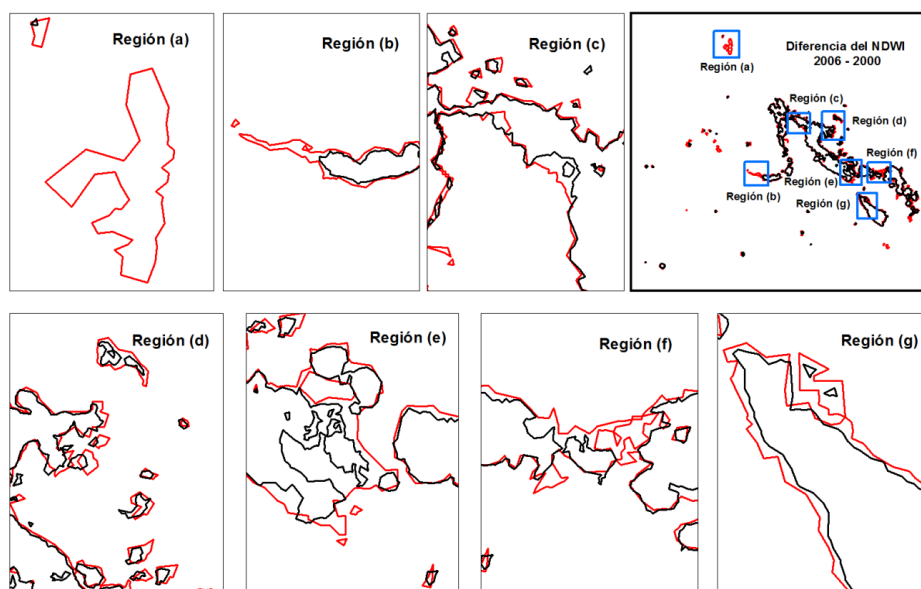 Región (a)
Región (b)
Región (c)
Diferencia del NDWI
2006 - 2000
Región (a)
Región (c)
Región (d)
Región (f)
Región (b)
Región (e)
Región (g)
Región (d)
Región (e)
Región (f)
Región (g)